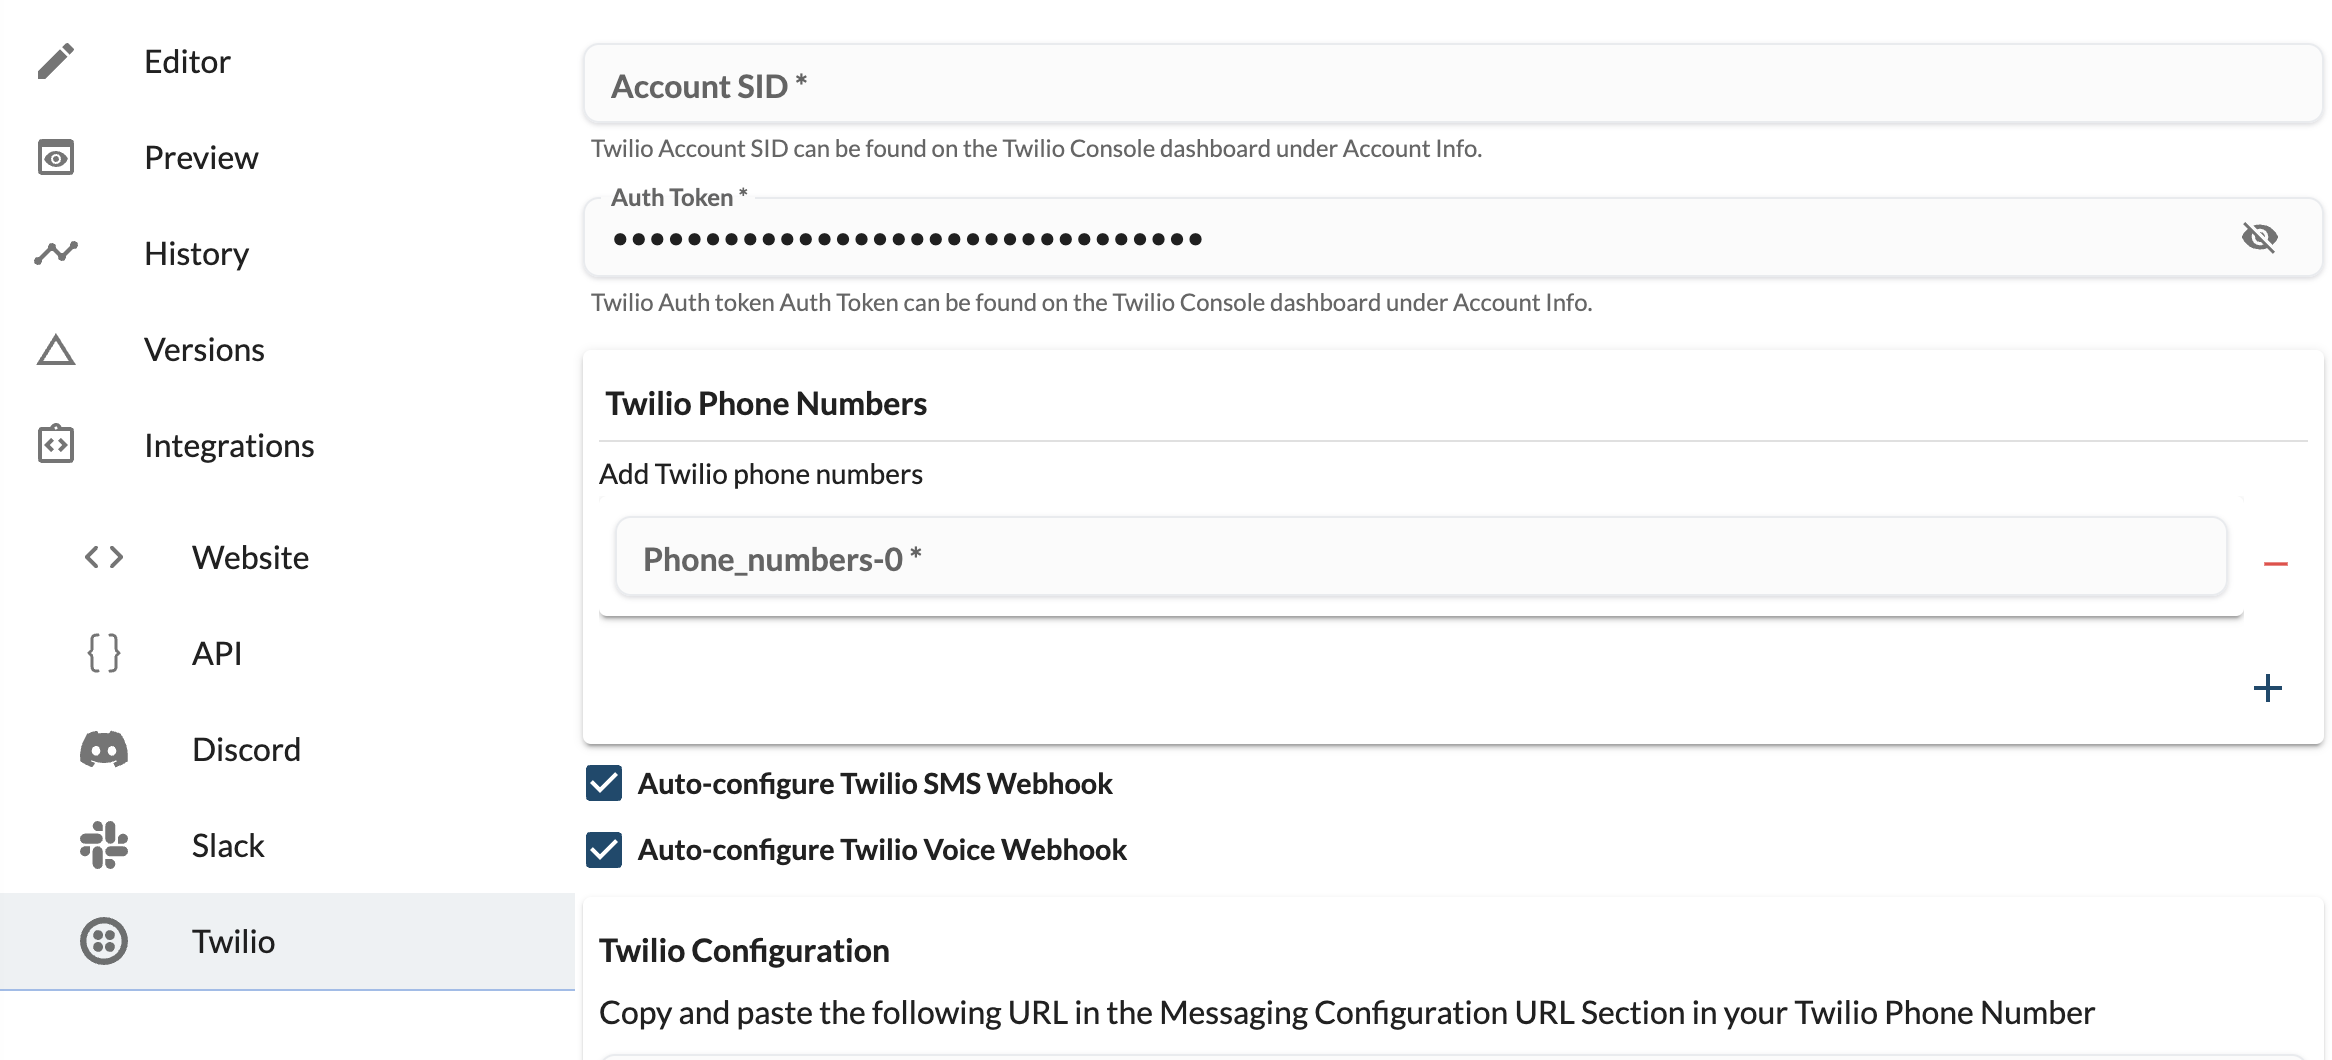 Editor
Preview
History
Versions
Integrations
Website
API
Discord
Slack
Twilio
Account SID *
Twilio Account SID can be found on the Twilio Console dashboard under Account Info.
Auth Token *
••••••••••••••••••••••••••••••••
Twilio Auth token Auth Token can be found on the Twilio Console dashboard under Account Info.
Twilio Phone Numbers
Add Twilio phone numbers
Phone_numbers-0 *
Auto-configure Twilio SMS Webhook
Auto-configure Twilio Voice Webhook
Twilio Configuration
Copy and paste the following URL in the Messaging Configuration URL Section in your Twilio Phone Number